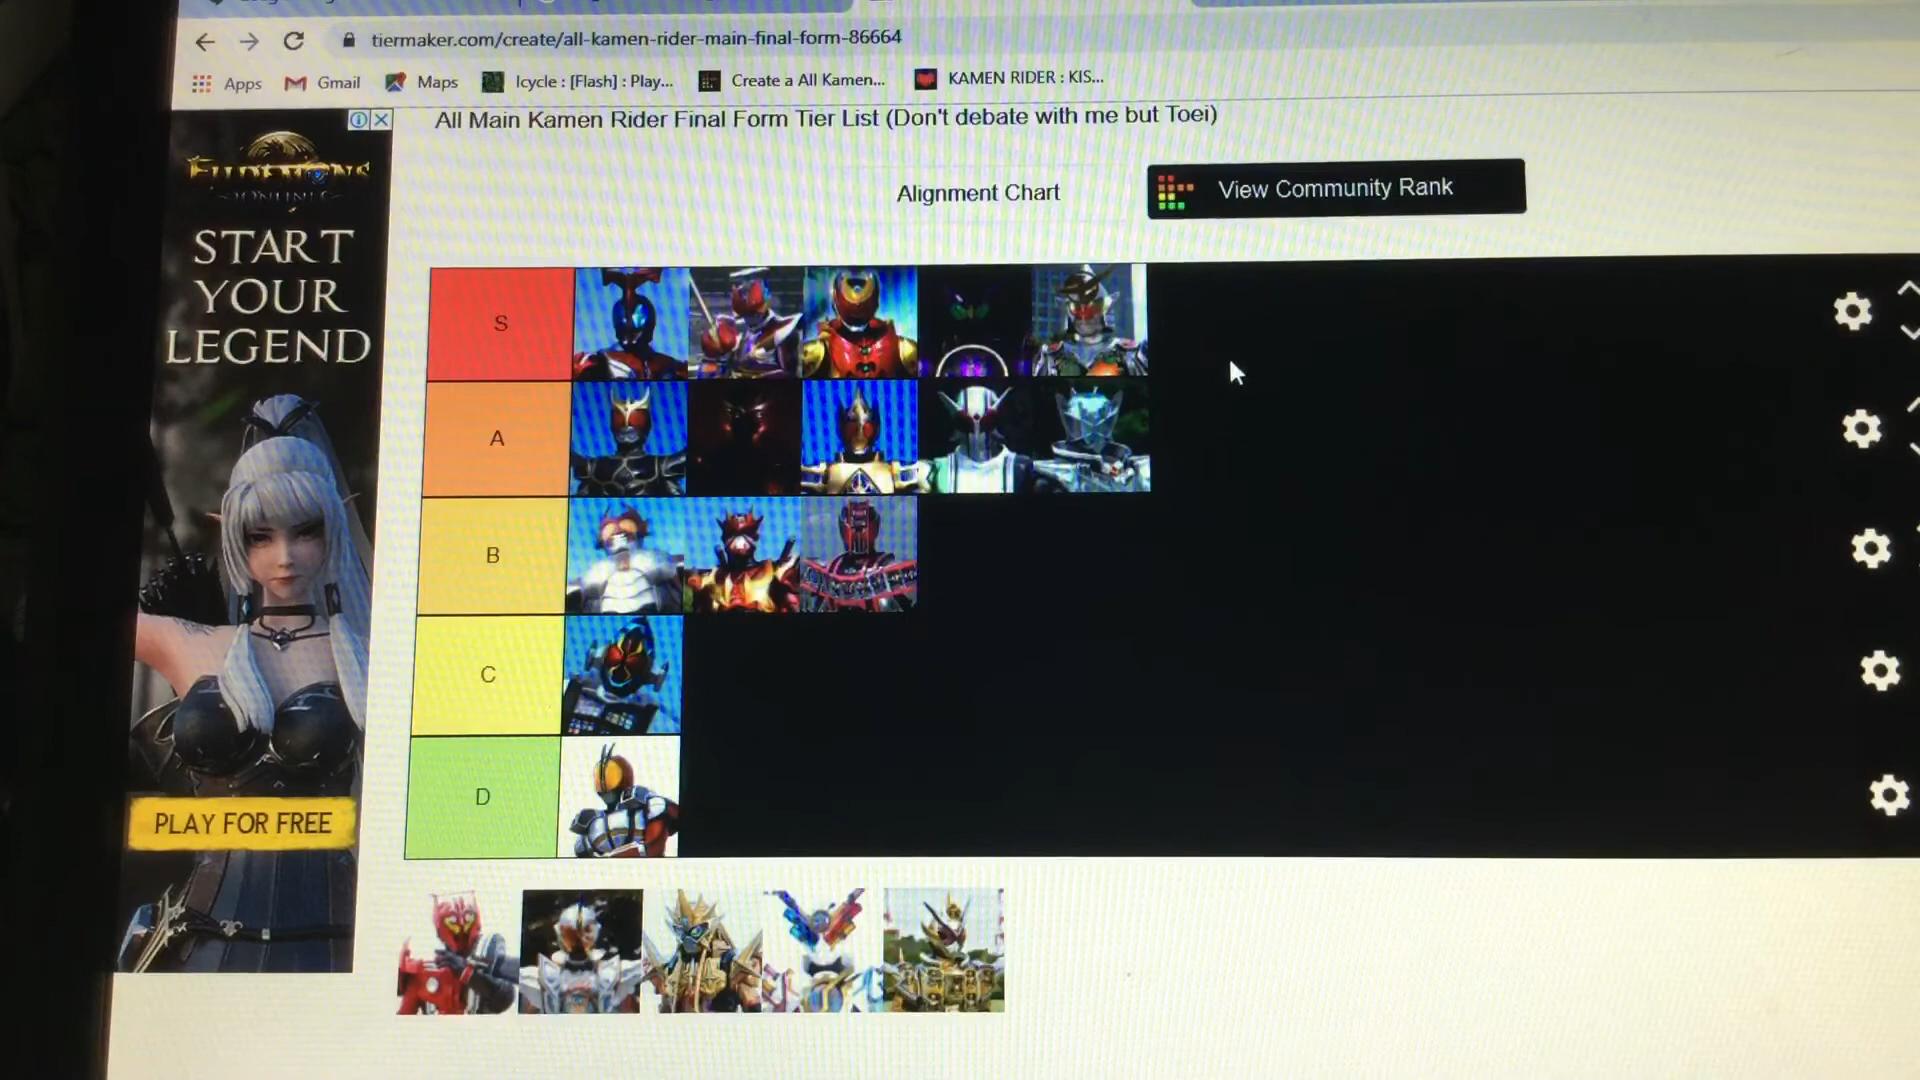 tiermaker.com/create/all-kamen-rider-main-final-form-86664
Apps Gmail Maps Icycle : [Flash] : Play... Create a All Kamen... KAMEN RIDER : KIS...
All Main Kamen Rider Final Form Tier List (Don't debate with me but Toei)
Alignment Chart
View Community Rank
EUDEMONS
ONLINE
START
YOUR
LEGEND
PLAY FOR FREE
S
A
B
C
D